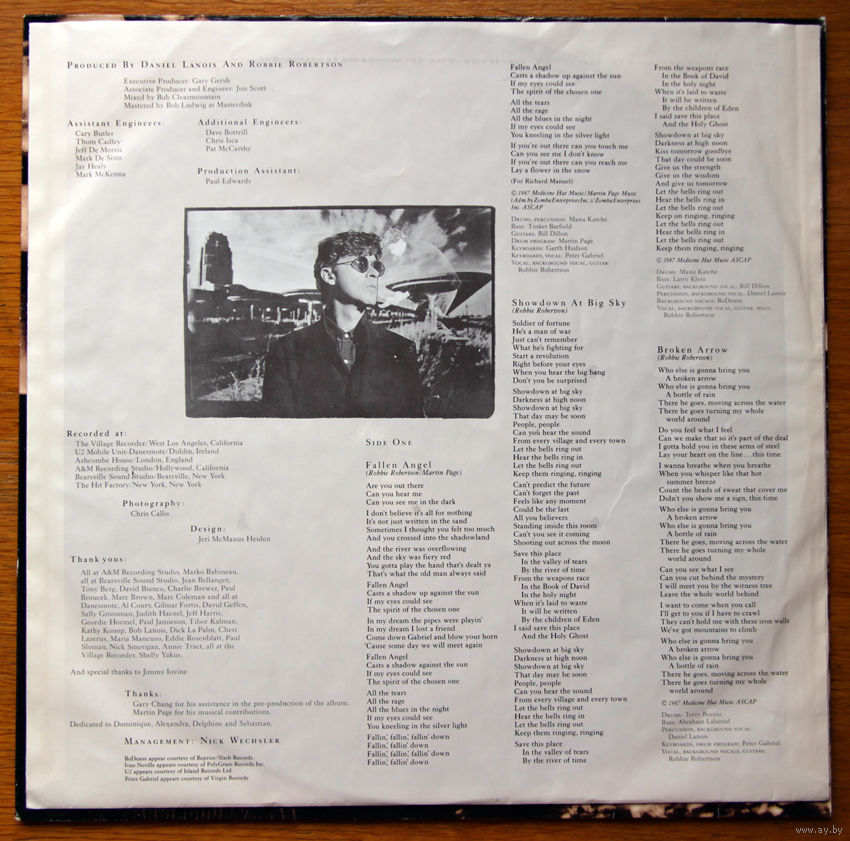 PRODUCED BY DANIEL LANOIS AND ROBBIE ROBERTSON
Executive Producer: Gary Gersh
Associate Producer and Engineer: Jim Scott
Mixed by Bob Clearmountain
Mastered by Bob Ludwig at Masterdisk
Assistant Engineers:
Cary Butler
Thom Cadley
Jeff De Morris
Mark De Sisto
Jay Healy
Mark McKenna
Additional Engineers:
Dave Bottrill
Chris Isca
Pat McCarthy
Production Assistant:
Paul Edwards
Recorded at:
The Village Recorder/West Los Angeles, California
U2 Mobile Unit-Danesmote/Dublin, Ireland
Ashcombe House/London, England
A&M Recording Studio/Hollywood, California
Bearsville Sound Studio/Bearsville, New York
The Hit Factory/New York, New York
Photography:
Chris Callis
Design:
Jeri McManus Heiden
Thank yous:
All at A&M Recording Studio, Marko Babineau,
all at Bearsville Sound Studio, Jean Bellanger,
Tony Berg, David Bianco, Charlie Brewer, Paul
Broucek, Marc Brown, Marc Coleman and all at
Danesmote, Al Coury, Gilmar Fortis, David Geffen,
Sally Grossman, Judith Haenel, Jeff Harris,
Geordie Hormel, Paul Jamieson, Tibor Kalman,
Kathy Konop, Bob Lanois, Dick La Palm, Cheri
Lazerus, Maria Mancuso, Eddie Rosenblatt, Paul
Sloman, Nick Smerigan, Annie Tract, all at the
Village Recorder, Shelly Yakus.
And special thanks to Jimmy Iovine.
Thanks:
Gary Chang for his assistance in the pre-production of the album.
Martin Page for his musical contributions.
Dedicated to Dominique, Alexandra, Delphine and Sebastian.
MANAGEMENT: NICK WECHSLER
BoDeans appear courtesy of Reprise/Slash Records
Ivan Neville appears courtesy of PolyGram Records Inc.
U2 appears courtesy of Island Records Ltd.
Peter Gabriel appears courtesy of Virgin Records
SIDE ONE
Fallen Angel
(Robbie Robertson/Martin Page)
Are you out there
Can you hear me
Can you see me in the dark
I don't believe it's all for nothing
It's not just written in the sand
Sometimes I thought you felt too much
And you crossed into the shadowland
And the river was overflowing
And the sky was fiery red
You gotta play the hand that's dealt ya
That's what the old man always said
Fallen Angel
Casts a shadow up against the sun
If my eyes could see
The spirit of the chosen one
In my dream the pipes were playin'
In my dream I lost a friend
Come down Gabriel and blow your horn
'Cause some day we will meet again
Fallen Angel
Casts a shadow against the sun
If my eyes could see
The spirit of the chosen one
All the tears
All the rage
All the blues in the night
If my eyes could see
You kneeling in the silver light
Fallin', fallin', fallin' down
Fallin', fallin' down
Fallin', fallin', fallin' down
Fallin', fallin' down
Fallen Angel
Casts a shadow up against the sun
If my eyes could see
The spirit of the chosen one
All the tears
All the rage
All the blues in the night
If my eyes could see
You kneeling in the silver light
If you're out there can you touch me
Can you see me I don't know
If you're out there can you reach me
Lay a flower in the snow
(For Richard Manuel)
© 1987 Medicine Hat Music/Martin Page Music
(Adm. by Zomba Enterprises Inc.)/Zomba Enterprises
Inc. ASCAP
DRUMS, PERCUSSION: Manu Katché
BASS: Tinker Barfield
GUITARS: Bill Dillon
DRUM PROGRAM: Martin Page
KEYBOARDS: Garth Hudson
KEYBOARDS, VOCAL: Peter Gabriel
VOCAL, BACKGROUND VOCAL, GUITAR:
Robbie Robertson
Showdown At Big Sky
(Robbie Robertson)
Soldier of fortune
He's a man of war
Just can't remember
What he's fighting for
Start a revolution
Right before your eyes
When you hear the big bang
Don't you be surprised
Showdown at big sky
Darkness at high noon
Showdown at big sky
That day may be soon
People, people
Can you hear the sound
From every village and every town
Let the bells ring out
Hear the bells ring in
Let the bells ring out
Keep them ringing, ringing
Can't predict the future
Can't forget the past
Feels like any moment
Could be the last
All you believers
Standing inside this room
Can't you see it coming
Shooting out across the moon
Save this place
In the valley of tears
By the river of time
From the weapons race
In the Book of David
In the holy night
When it's laid to waste
It will be written
By the children of Eden
I said save this place
And the Holy Ghost
Showdown at big sky
Darkness at high noon
Showdown at big sky
That day may be soon
People, people
Can you hear the sound
From every village and every town
Let the bells ring out
Hear the bells ring in
Let the bells ring out
Keep them ringing, ringing
Save this place
In the valley of tears
By the river of time
From the weapons race
In the Book of David
In the holy night
When it's laid to waste
It will be written
By the children of Eden
I said save this place
And the Holy Ghost
Showdown at big sky
Darkness at high noon
Kiss tomorrow goodbye
That day could be soon
Give us the strength
Give us the wisdom
And give us tomorrow
Let the bells ring out
Hear the bells ring in
Let the bells ring out
Keep on ringing, ringing
Let the bells ring out
Hear the bells ring in
Let the bells ring out
Keep them ringing, ringing
© 1987 Medicine Hat Music ASCAP
DRUMS: Manu Katché
BASS: Larry Klein
GUITARS, BACKGROUND VOCAL: Bill Dillon
PERCUSSION, BACKGROUND VOCAL: Daniel Lanois
BACKGROUND VOCALS: BoDeans
VOCAL, BACKGROUND VOCAL, GUITAR, SOLO:
Robbie Robertson
Broken Arrow
(Robbie Robertson)
Who else is gonna bring you
A broken arrow
Who else is gonna bring you
A bottle of rain
There he goes, moving across the water
There he goes turning my whole
world around
Do you feel what I feel
Can we make that so it's part of the deal
I gotta hold you in these arms of steel
Lay your heart on the line...this time
I wanna breathe when you breathe
When you whisper like that hot
summer breeze
Count the beads of sweat that cover me
Didn't you show me a sign, this time
Who else is gonna bring you
A broken arrow
Who else is gonna bring you
A bottle of rain
There he goes, moving across the water
There he goes turning my whole
world around
Can you see what I see
Can you cut behind the mystery
I will meet you by the witness tree
Leave the whole world behind
I want to come when you call
I'll get to you if I have to crawl
They can't hold me with these iron walls
We've got mountains to climb
Who else is gonna bring you
A broken arrow
Who else is gonna bring you
A bottle of rain
There he goes, moving across the water
There he goes turning my whole
world around
© 1987 Medicine Hat Music ASCAP
DRUMS: Terry Bozzio
BASS: Abraham Laboriel
PERCUSSION, BACKGROUND VOCAL:
Daniel Lanois
KEYBOARDS, DRUM PROGRAM: Peter Gabriel
VOCAL, BACKGROUND VOCALS, GUITARS:
Robbie Robertson
www.ay.by